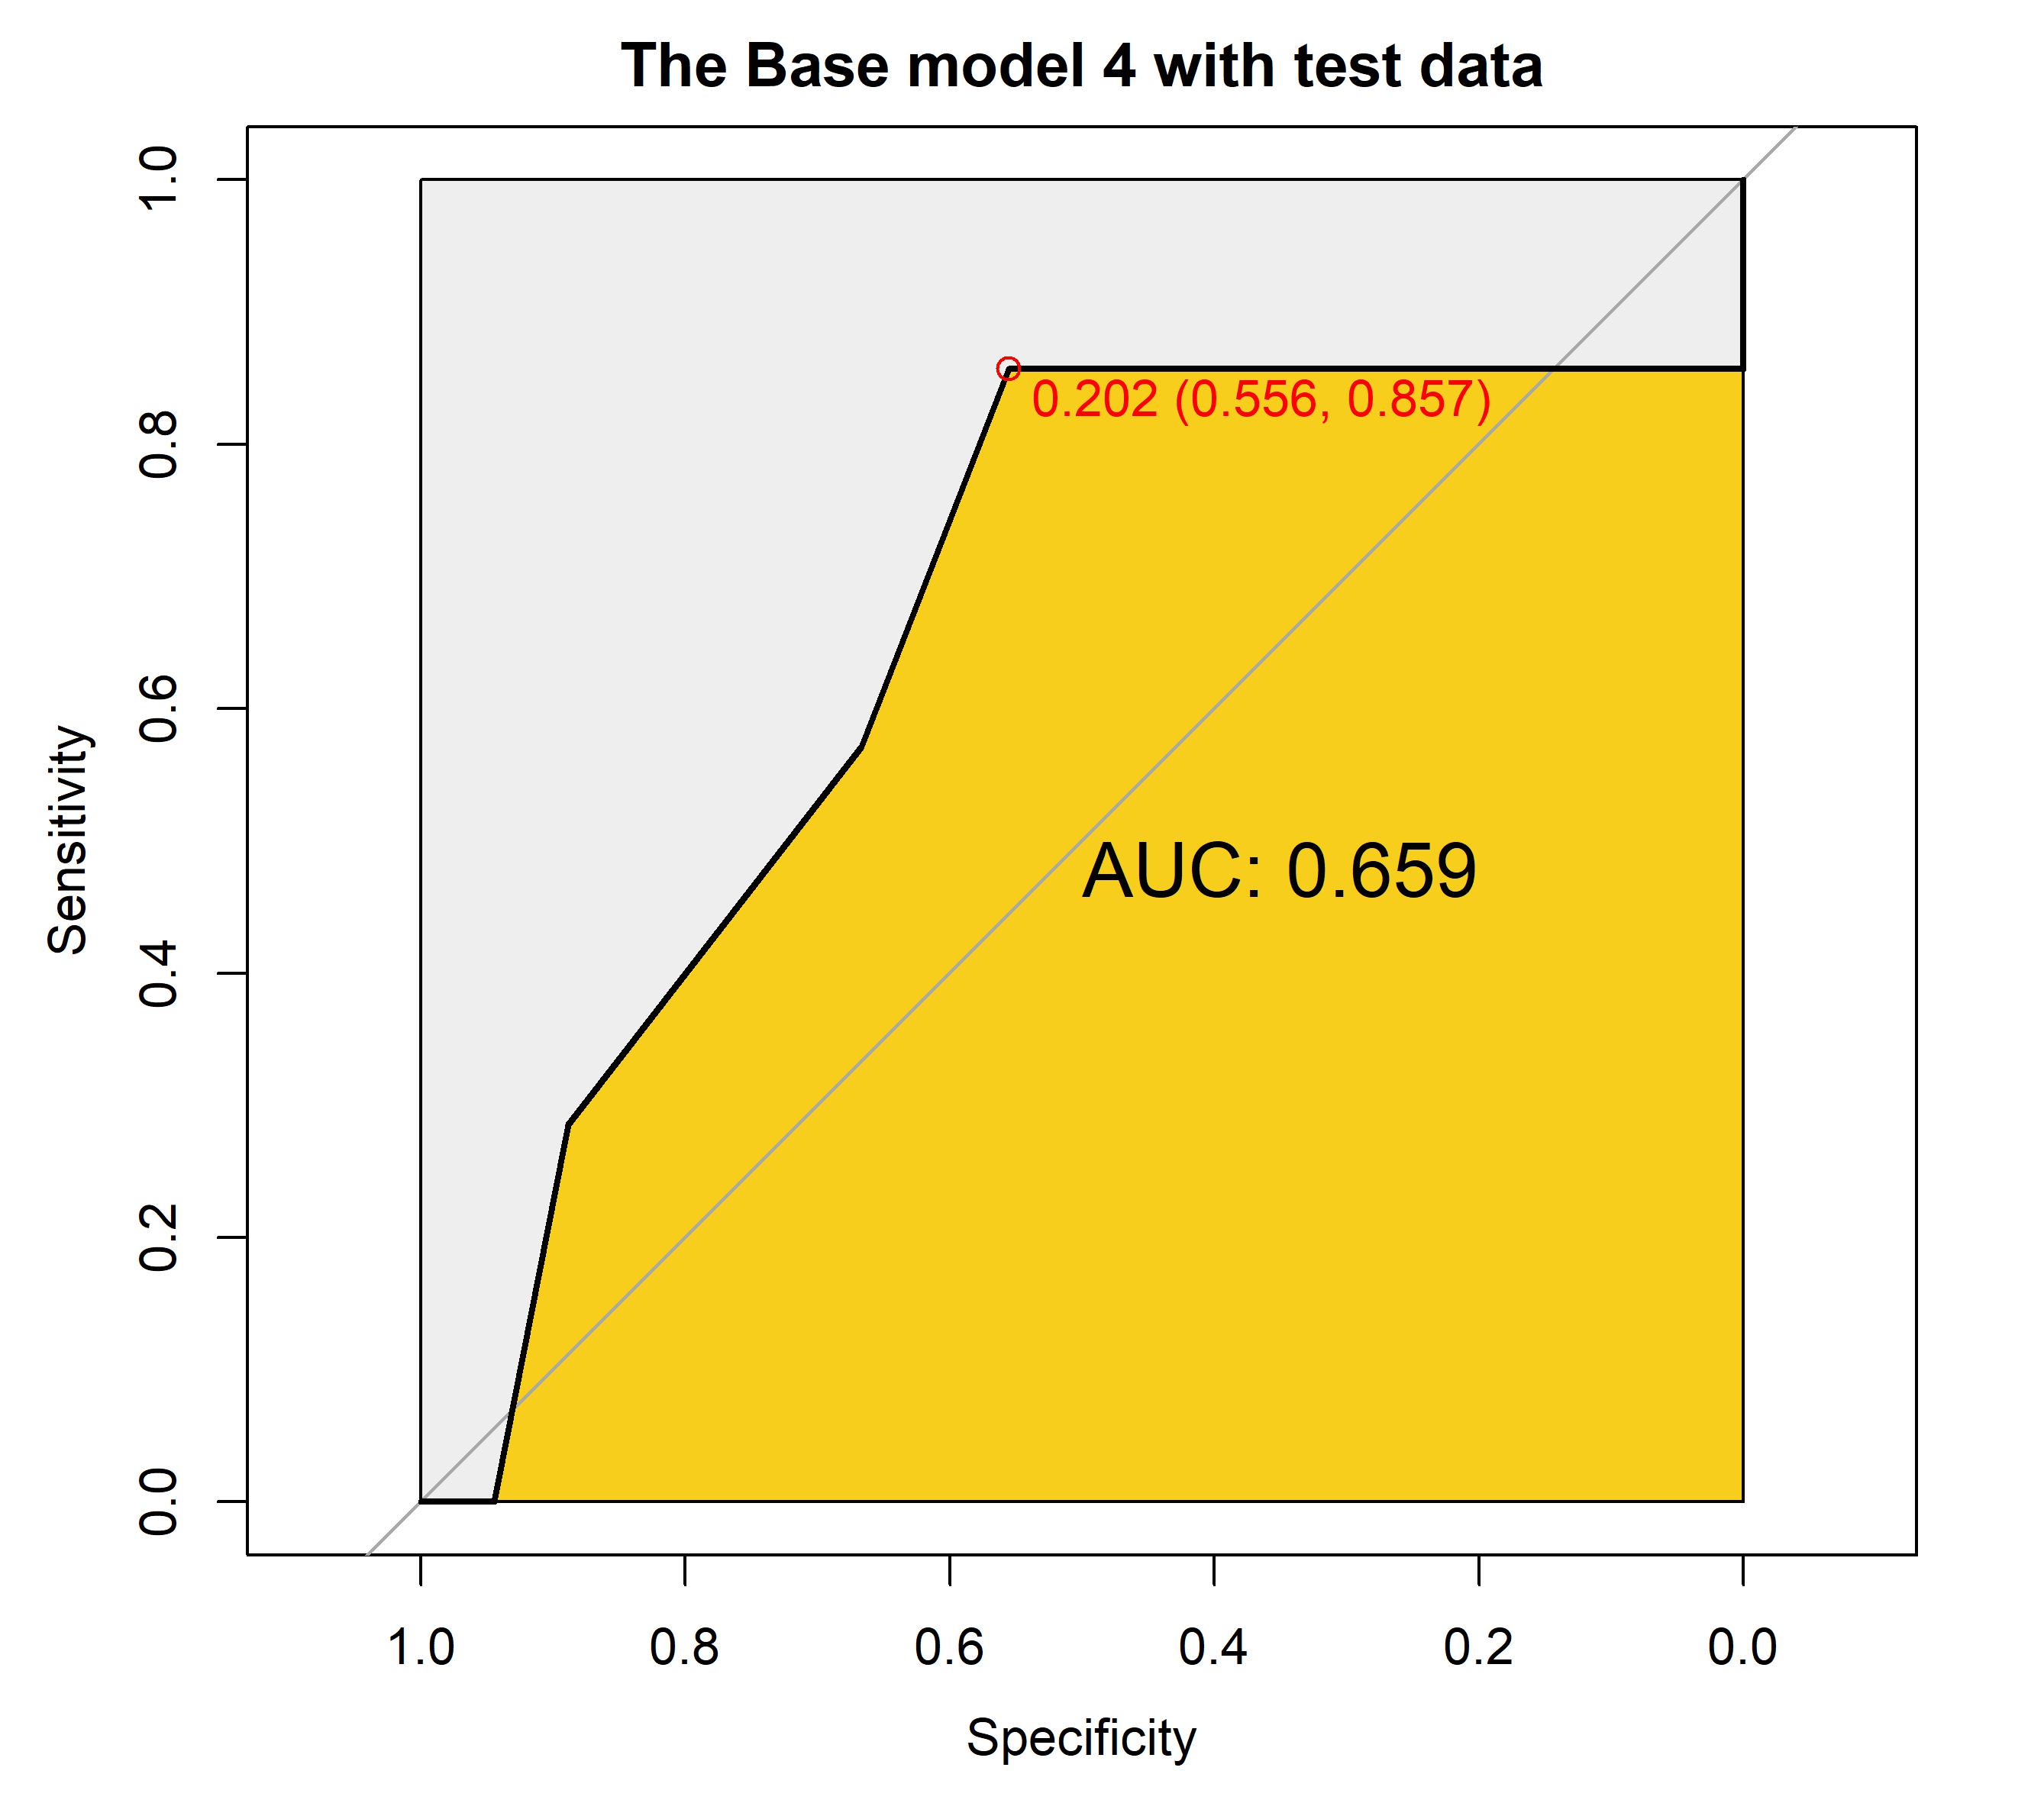 The Base model 4 with test data
1.0
0.8
0.6
0.4
0.2
0.0
Sensitivity
0.202 (0.556, 0.857)
AUC: 0.659
1.0 0.8 0.6 0.4 0.2 0.0
Specificity